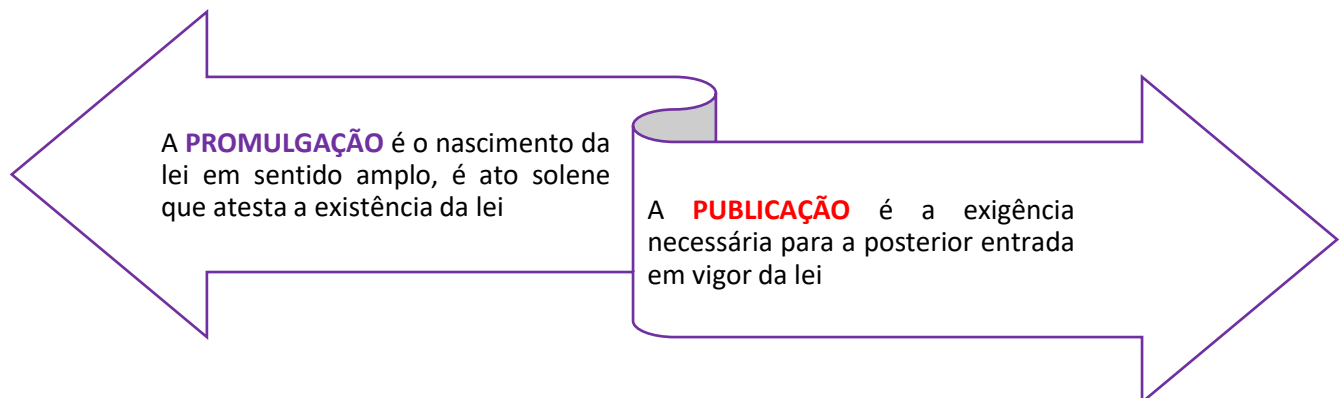 A PROMULGAÇÃO é o nascimento da
lei em sentido amplo, é ato solene
que atesta a existência da lei
A PUBLICAÇÃO é a exigência
necessária para a posterior entrada
em vigor da lei